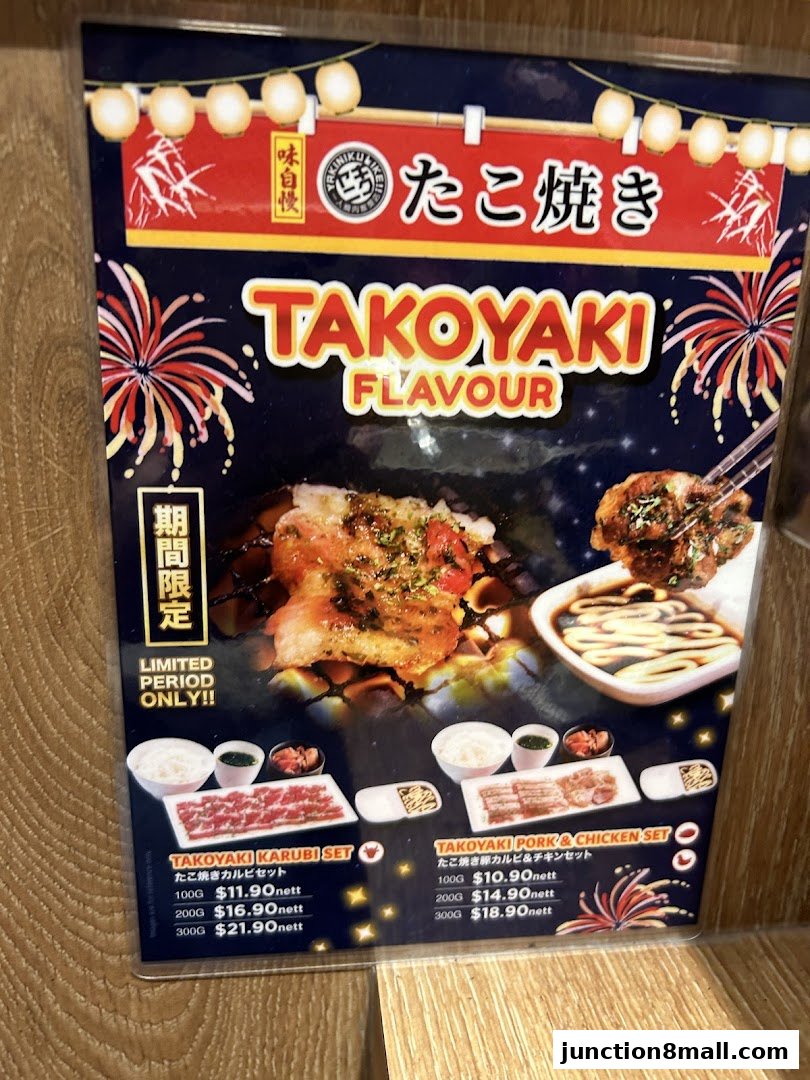 味自慢
YAKINIKU LIKE!!
たこ焼き
TAKOYAKI
FLAVOUR
期間限定
LIMITED
PERIOD
ONLY!!
TAKOYAKI KARUBI SET
たこ焼きカルビセット
100G $11.90nett
200G $16.90nett
300G $21.90nett
TAKOYAKI PORK & CHICKEN SET
たこ焼き豚カルビ&チキンセット
100G $10.90nett
200G $14.90nett
300G $18.90nett
junction8mall.com